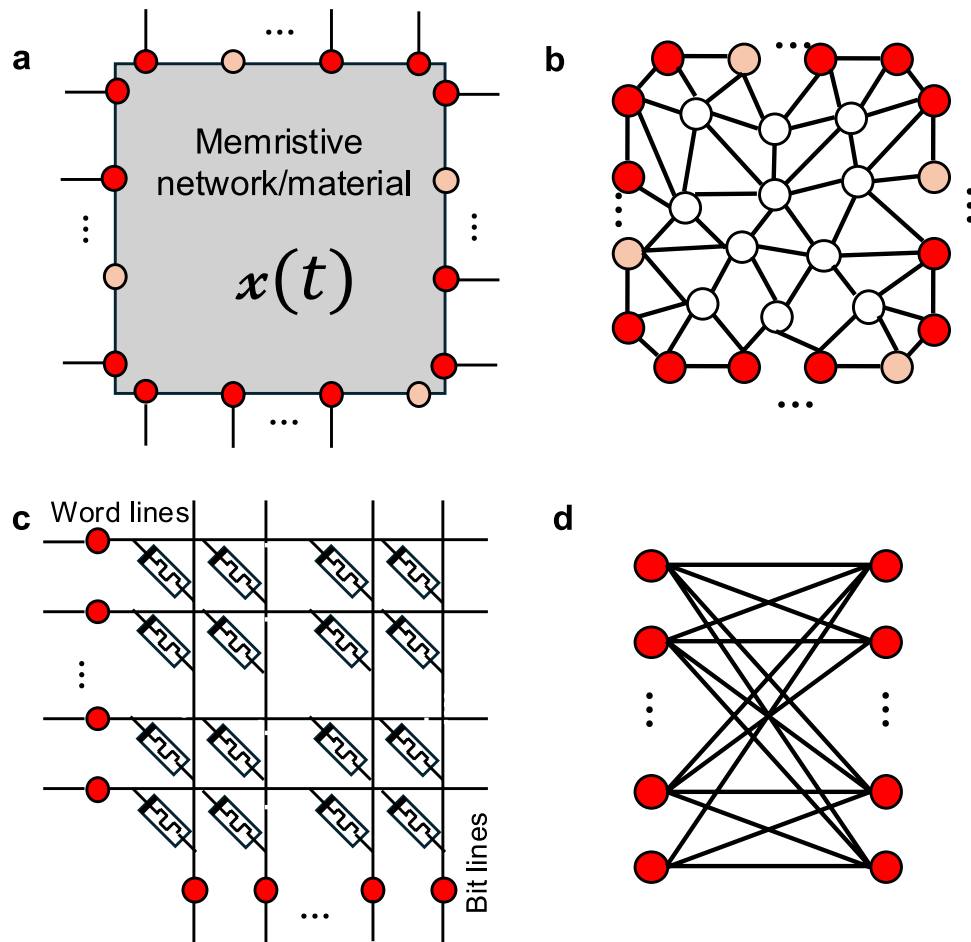 a
...
Memristive
network/material
x(t)
...
...
...
b
...
...
...
...
c
Word lines
...
...
Bit lines
d
...
...